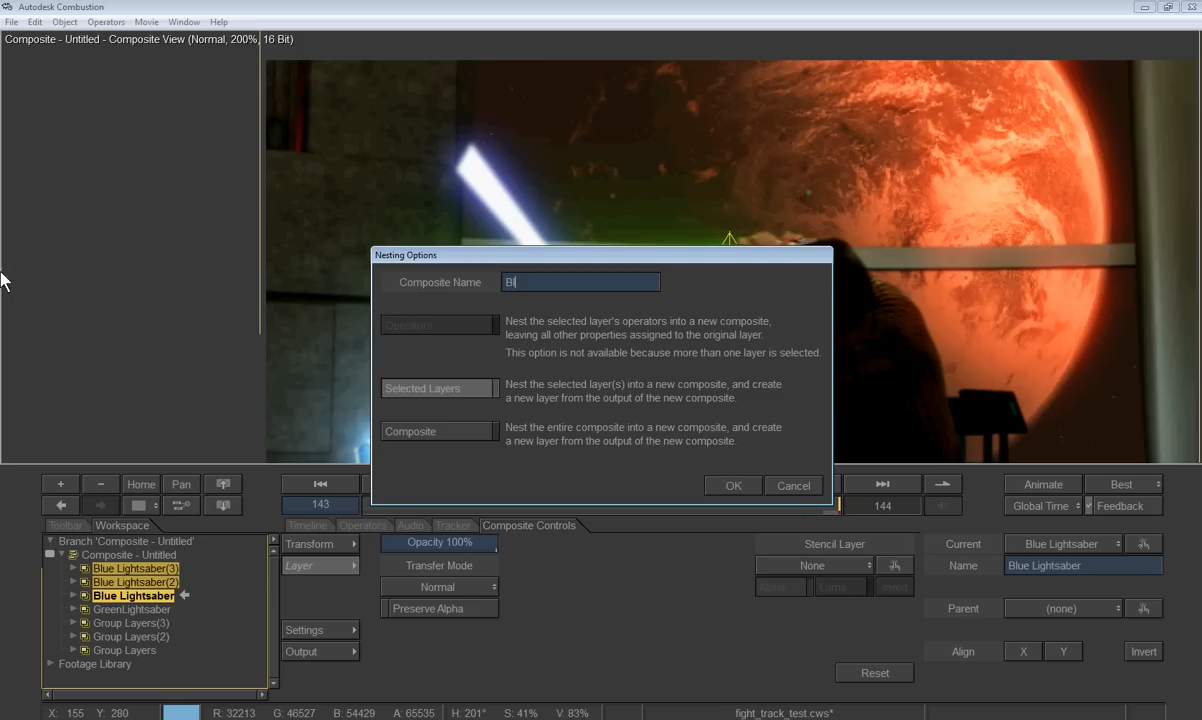 Autodesk Combustion
File Edit Object Operators Movie Window Help
Composite - Untitled - Composite View (Normal, 200%, 16 Bit)
Nesting Options
Composite Name Bl
Operators
Nest the selected layer's operators into a new composite,
leaving all other properties assigned to the original layer.
This option is not available because more than one layer is selected.
Selected Layers
Nest the selected layer(s) into a new composite, and create
a new layer from the output of the new composite.
Composite
Nest the entire composite into a new composite, and create
a new layer from the output of the new composite.
OK Cancel
+ - Home Pan
143
144
Animate Best
Global Time Feedback
Toolbar Workspace
Timeline Operators Audio Tracker Composite Controls
Branch 'Composite - Untitled'
Composite - Untitled
Blue Lightsaber(3)
Blue Lightsaber(2)
Blue Lightsaber
GreenLightsaber
Group Layers(3)
Group Layers(2)
Group Layers
Footage Library
Transform
Layer
Settings
Output
Opacity 100%
Transfer Mode
Normal
Preserve Alpha
Stencil Layer
None
Alpha Luma Invert
Reset
Current Blue Lightsaber
Name Blue Lightsaber
Parent (none)
Align X Y Invert
X: 155 Y: 280 R: 32213 G: 46527 B: 54429 A: 65535 H: 201° S: 41% V: 83% fight_track_test.cws*